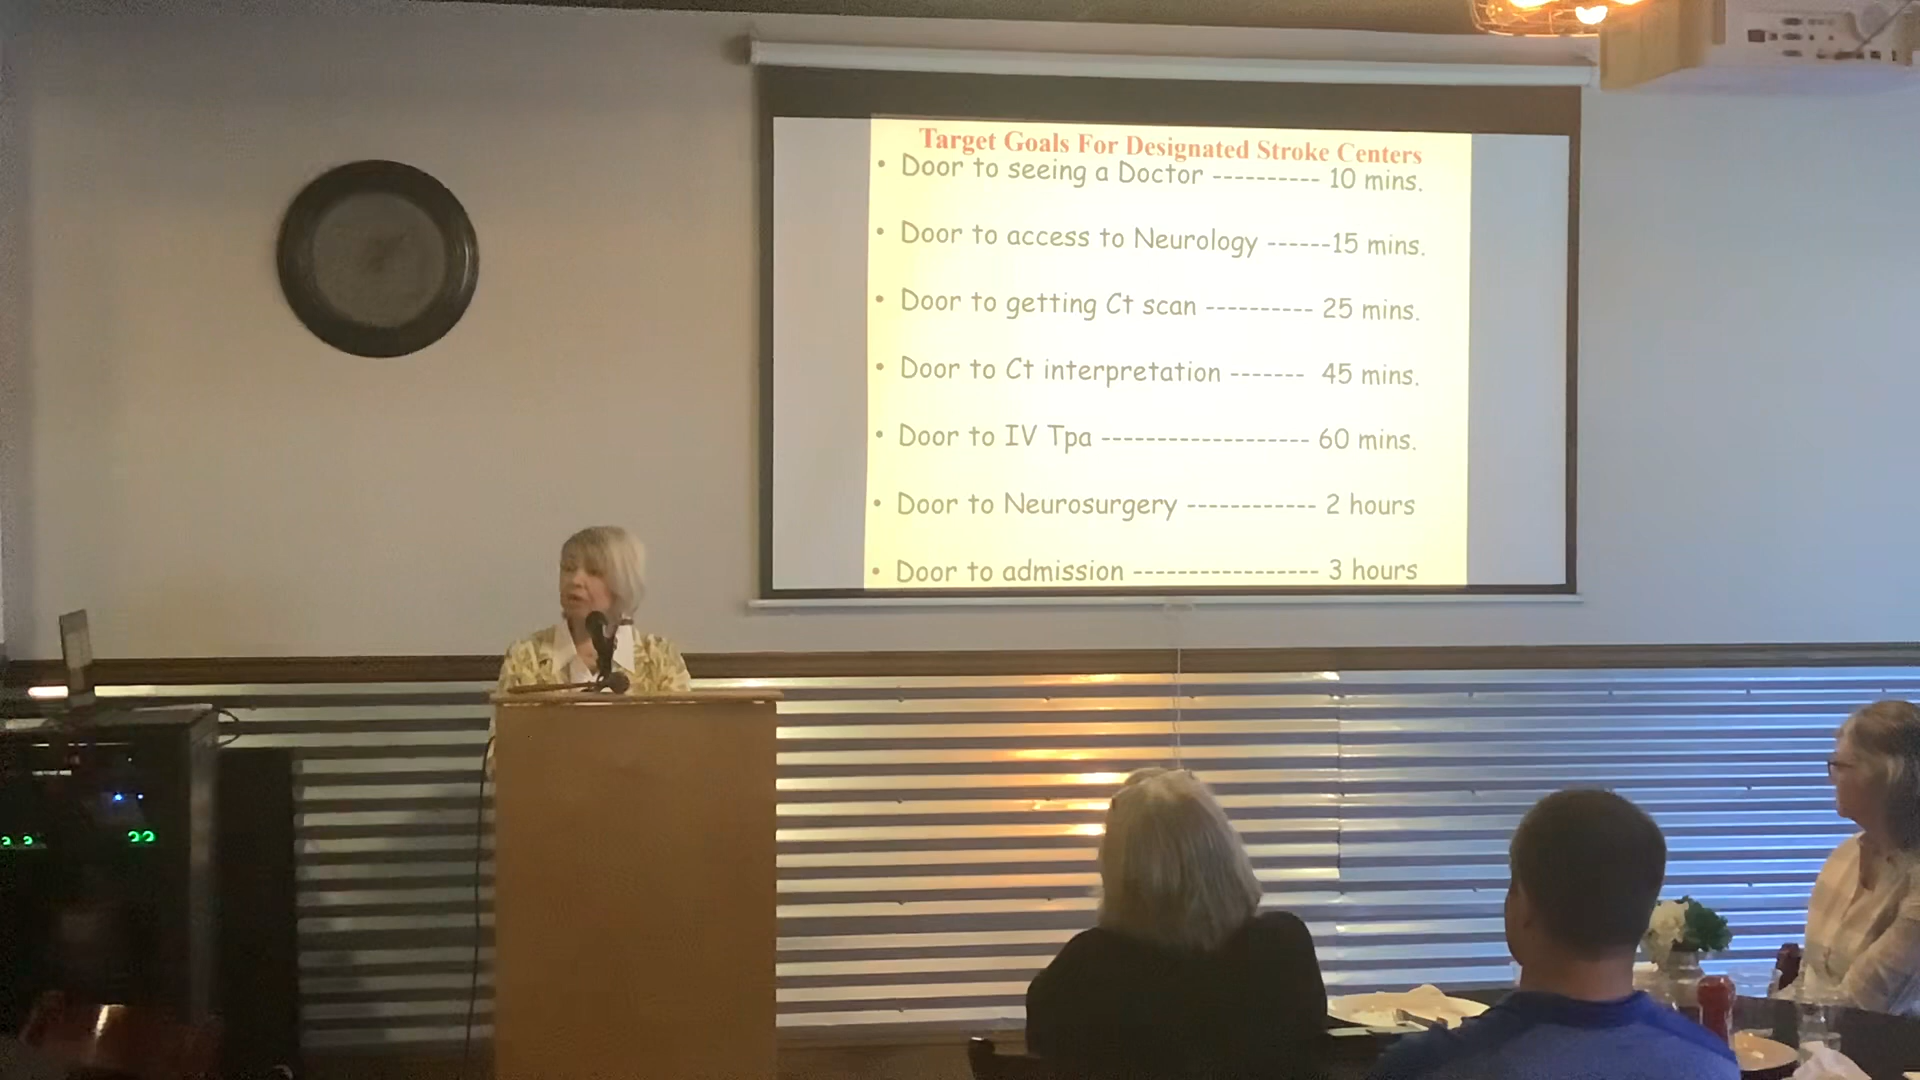 Target Goals For Designated Stroke Centers
• Door to seeing a Doctor ---------- 10 mins.
• Door to access to Neurology ------15 mins.
• Door to getting Ct scan ---------- 25 mins.
• Door to Ct interpretation ------- 45 mins.
• Door to IV Tpa ------------------- 60 mins.
• Door to Neurosurgery ------------ 2 hours
• Door to admission ----------------- 3 hours